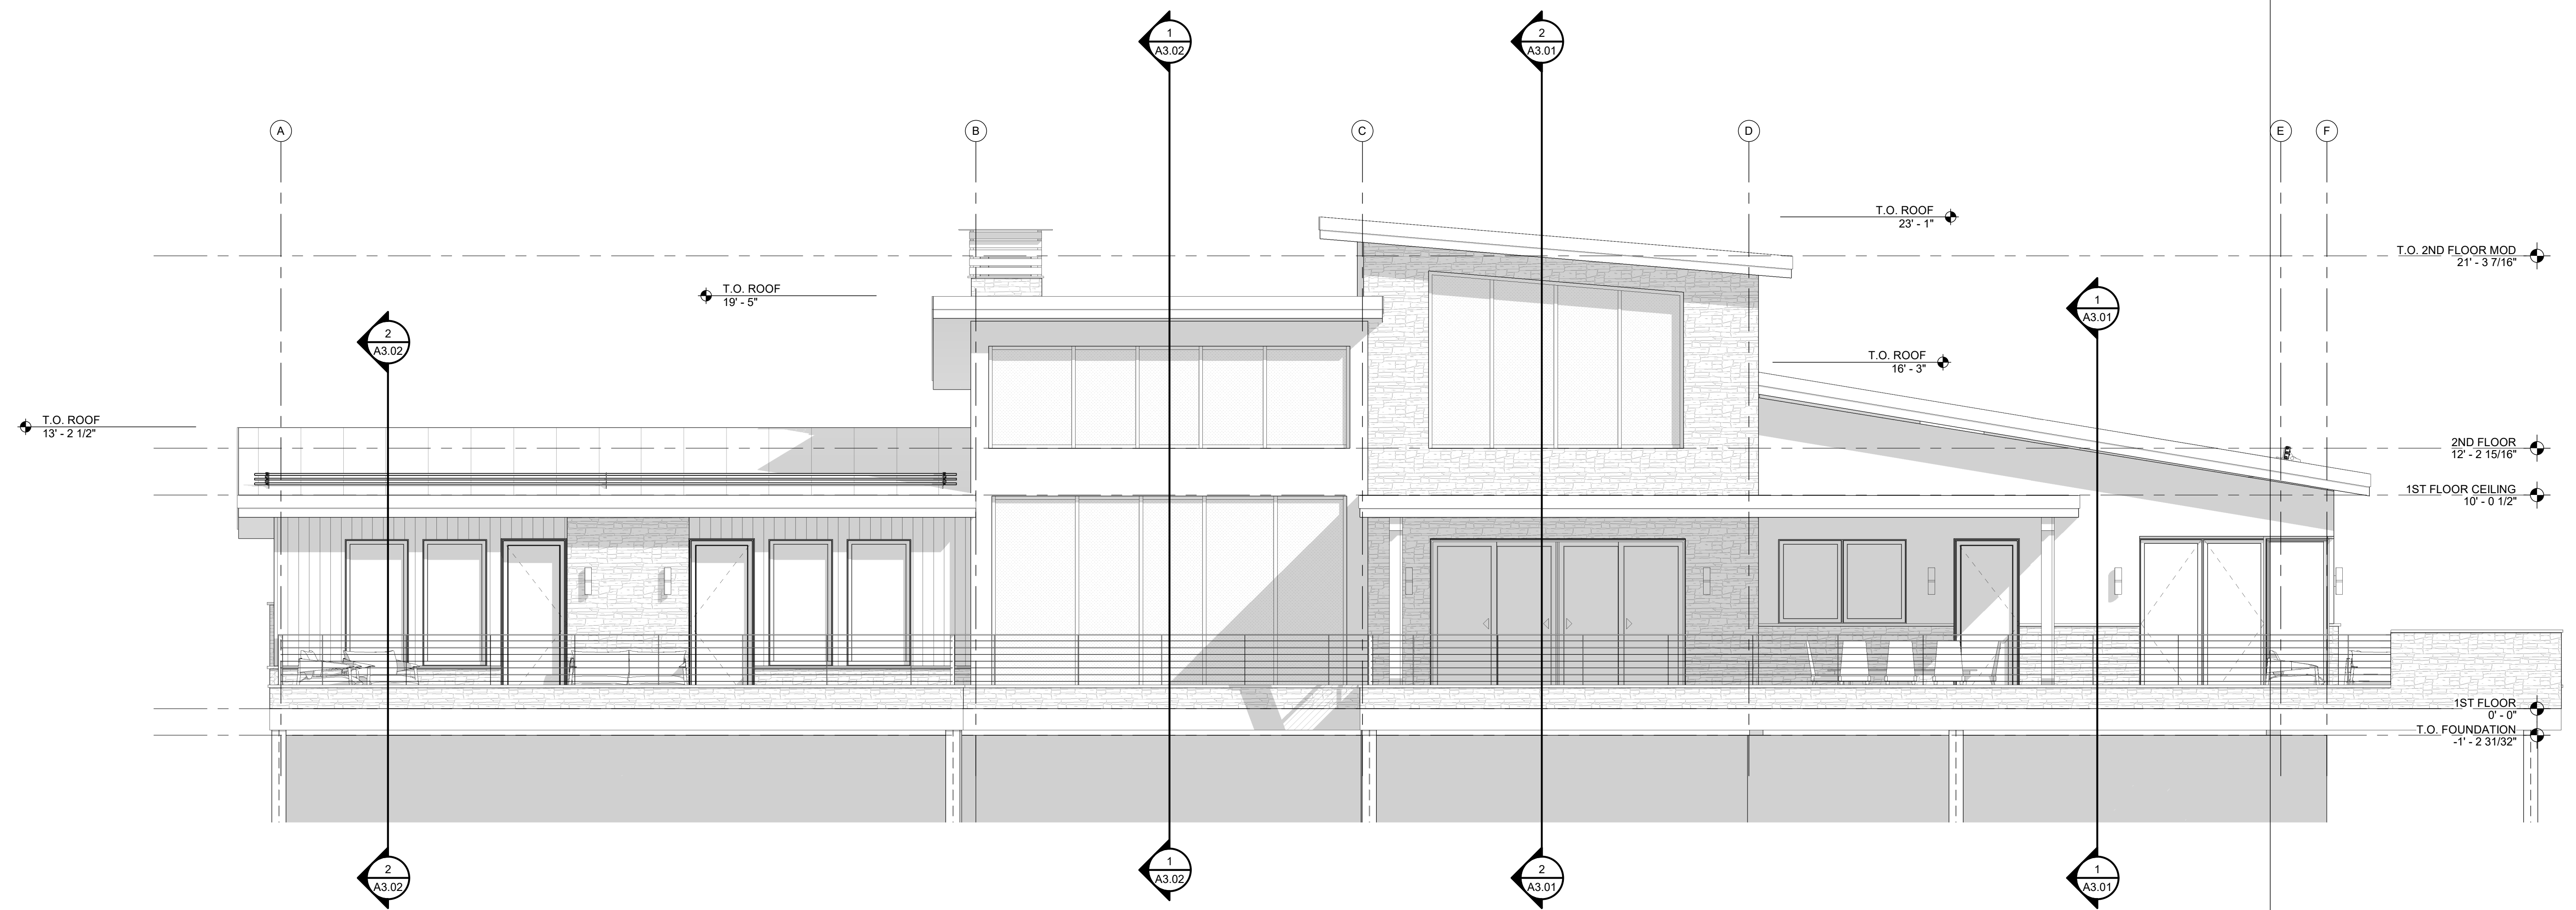 1
A3.02
2
A3.01
A
B
C
D
E
F
T.O. ROOF
23' - 1"
T.O. 2ND FLOOR MOD
21' - 3 7/16"
T.O. ROOF
19' - 5"
1
A3.01
2
A3.02
T.O. ROOF
16' - 3"
T.O. ROOF
13' - 2 1/2"
2ND FLOOR
12' - 2 15/16"
1ST FLOOR CEILING
10' - 0 1/2"
1ST FLOOR
0' - 0"
T.O. FOUNDATION
-1' - 2 31/32"
2
A3.02
1
A3.02
2
A3.01
1
A3.01